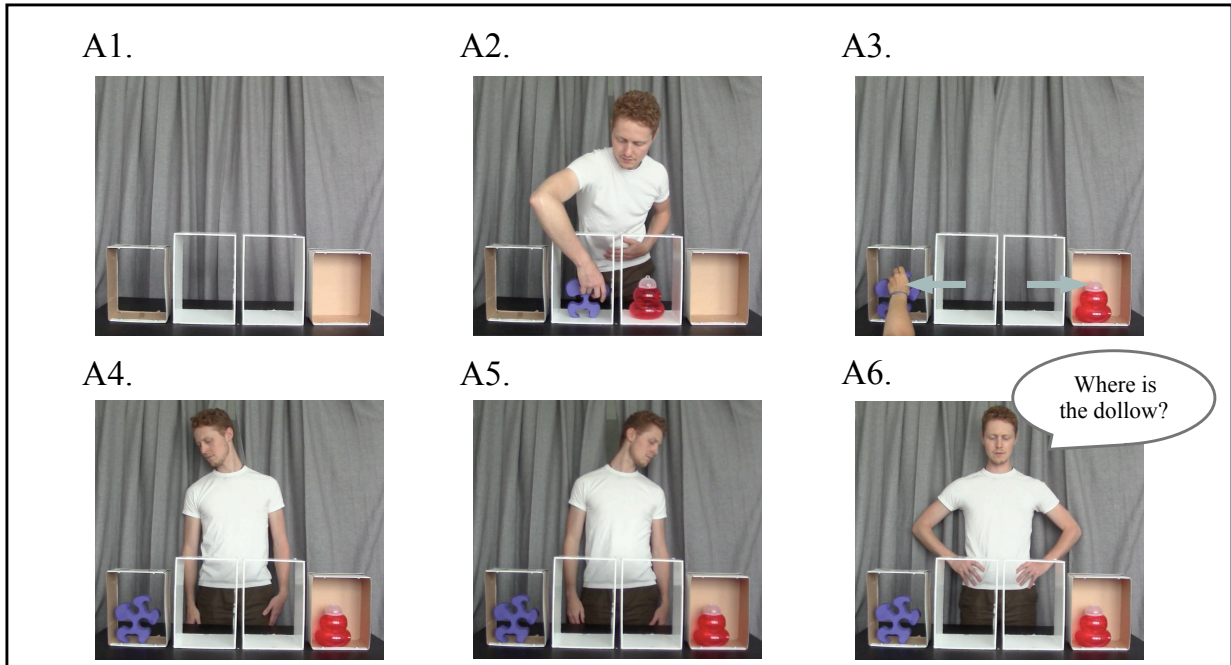 A1.
A2.
A3.
A4.
A5.
A6.
Where is
the dollow?